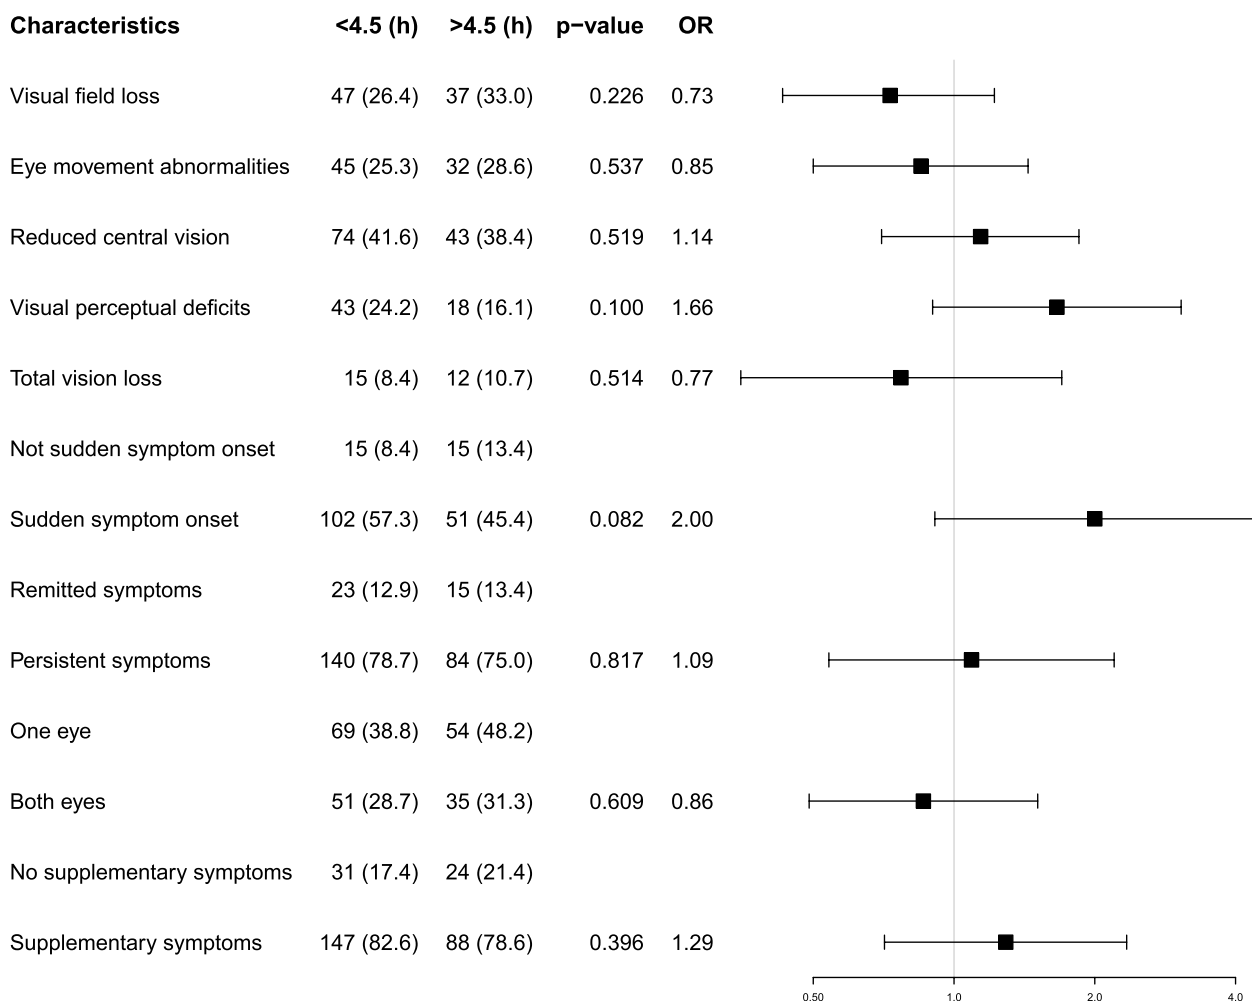 Characteristics <4.5 (h) >4.5 (h) p−value OR
Visual field loss 47 (26.4) 37 (33.0) 0.226 0.73
Eye movement abnormalities 45 (25.3) 32 (28.6) 0.537 0.85
Reduced central vision 74 (41.6) 43 (38.4) 0.519 1.14
Visual perceptual deficits 43 (24.2) 18 (16.1) 0.100 1.66
Total vision loss 15 (8.4) 12 (10.7) 0.514 0.77
Not sudden symptom onset 15 (8.4) 15 (13.4)
Sudden symptom onset 102 (57.3) 51 (45.4) 0.082 2.00
Remitted symptoms 23 (12.9) 15 (13.4)
Persistent symptoms 140 (78.7) 84 (75.0) 0.817 1.09
One eye 69 (38.8) 54 (48.2)
Both eyes 51 (28.7) 35 (31.3) 0.609 0.86
No supplementary symptoms 31 (17.4) 24 (21.4)
Supplementary symptoms 147 (82.6) 88 (78.6) 0.396 1.29
0.50 1.0 2.0 4.0